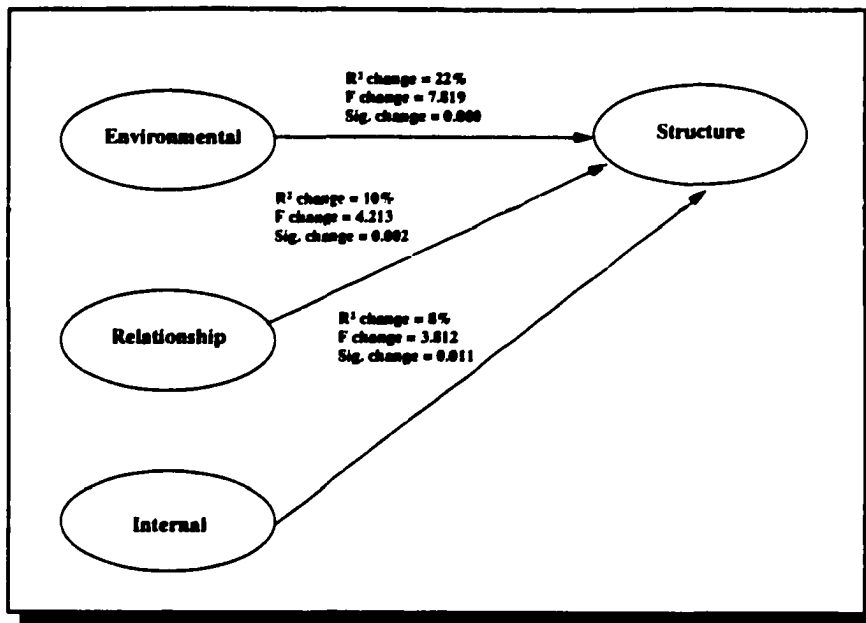 R² change = 22%
F change = 7.819
Sig. change = 0.000
Environmental
Structure
R² change = 10%
F change = 4.213
Sig. change = 0.002
R² change = 8%
F change = 3.812
Sig. change = 0.011
Relationship
Internal